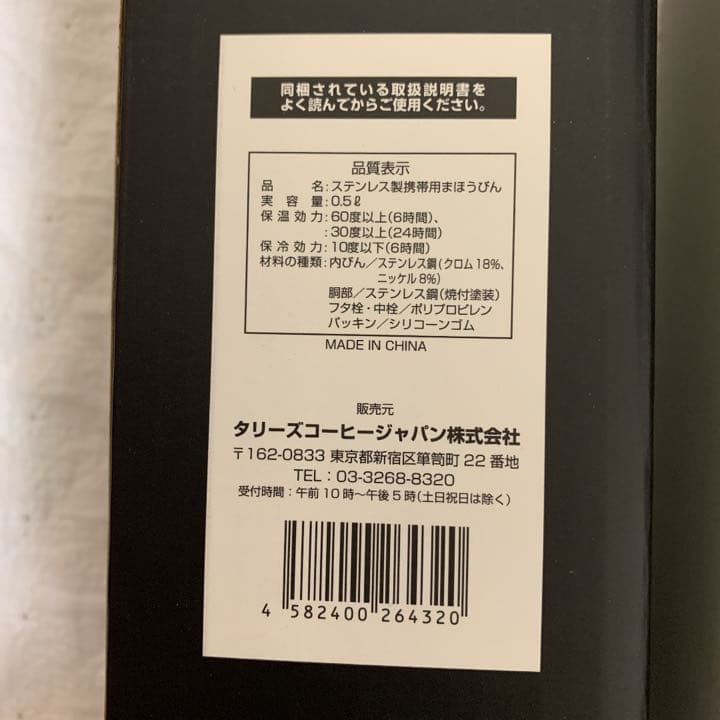 同梱されている取扱説明書を
よく読んでからご使用ください。
品質表示
品 名:ステンレス製携帯用まほうびん
実 容 量:0.5ℓ
保 温 効 力:60度以上(6時間)、
:30度以上(24時間)
保 冷 効 力:10度以下(6時間)
材料の種類:内びん/ステンレス鋼(クロム18%、
ニッケル8%)
胴部/ステンレス鋼(焼付塗装)
フタ栓・中栓/ポリプロピレン
パッキン/シリコーンゴム
MADE IN CHINA
販売元
タリーズコーヒージャパン株式会社
〒162-0833 東京都新宿区箪笥町 22 番地
TEL:03-3268-8320
受付時間:午前10時〜午後5時(土日祝日は除く)
4 582400 264320